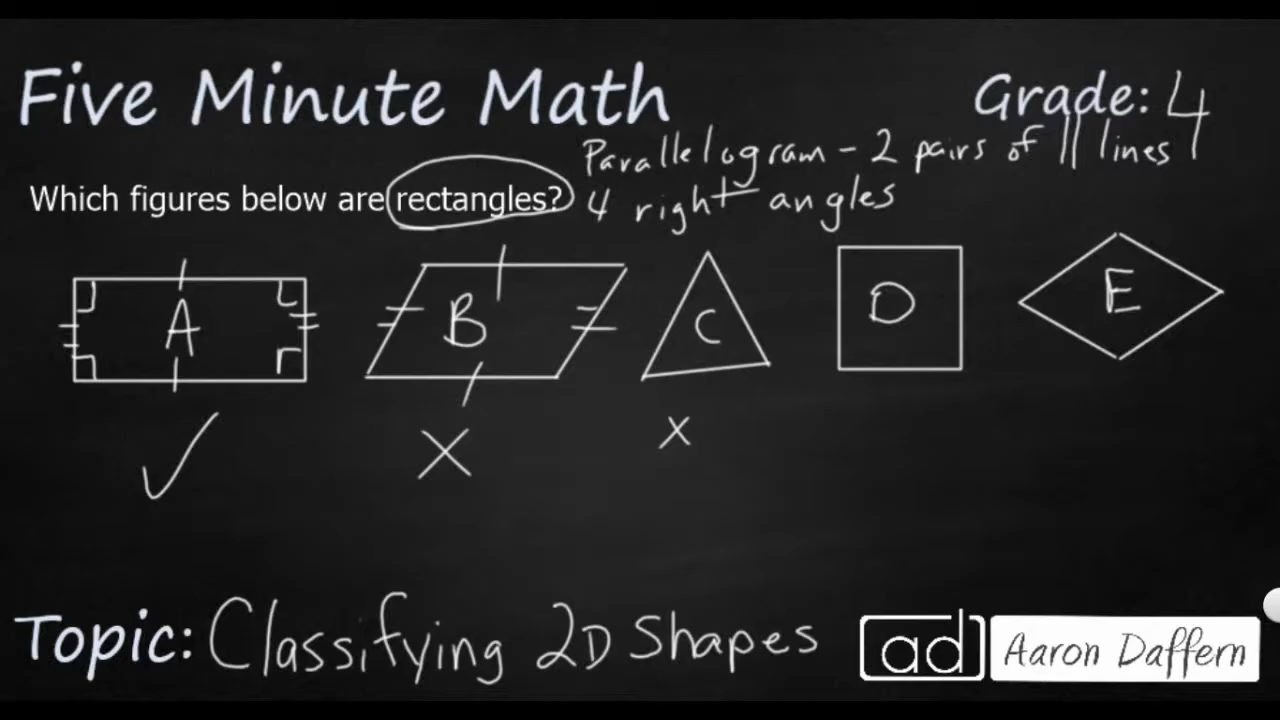 Five Minute Math
Grade: 4
Parallelogram - 2 pairs of || lines
Which figures below are rectangles?
4 right angles
A
B
C
D
E
✓
X
X
Topic: Classifying 2D Shapes
ad Aaron Daffern